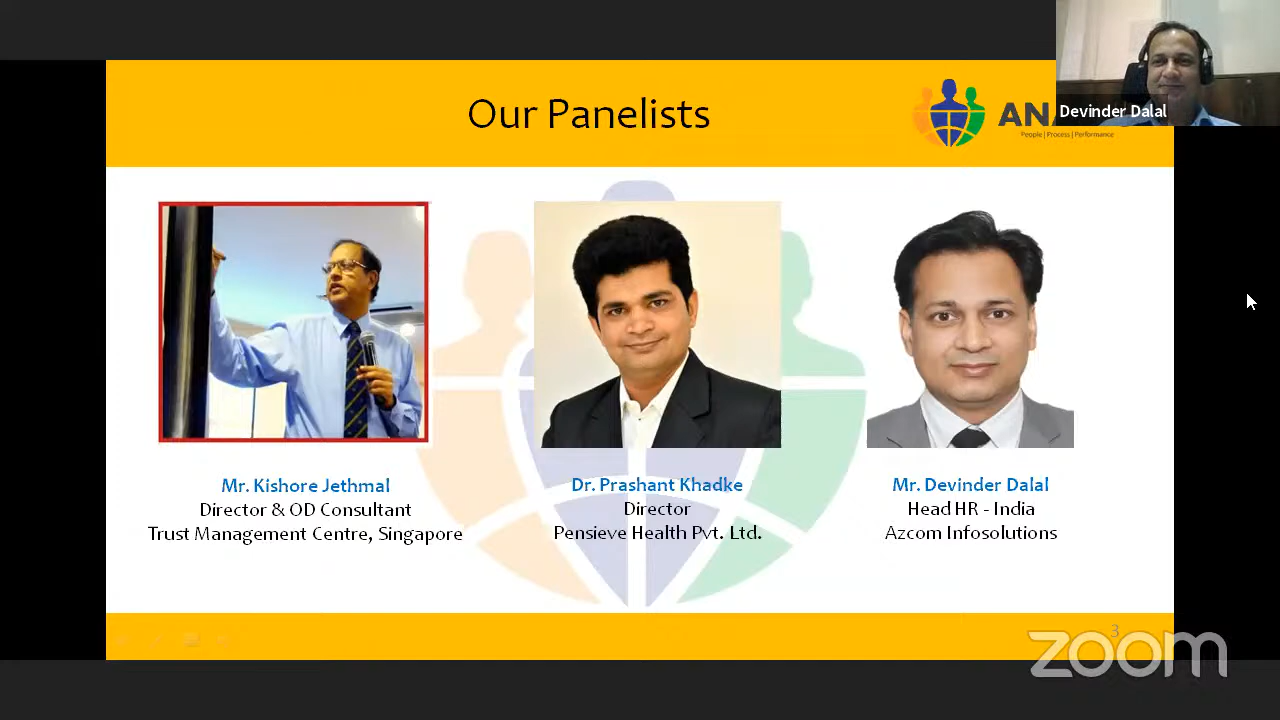 Our Panelists
People | Process | Performance
Devinder Dalal
Mr. Kishore Jethmal
Director & OD Consultant
Trust Management Centre, Singapore
Dr. Prashant Khadke
Director
Pensieve Health Pvt. Ltd.
Mr. Devinder Dalal
Head HR - India
Azcom Infosolutions
3
zoom